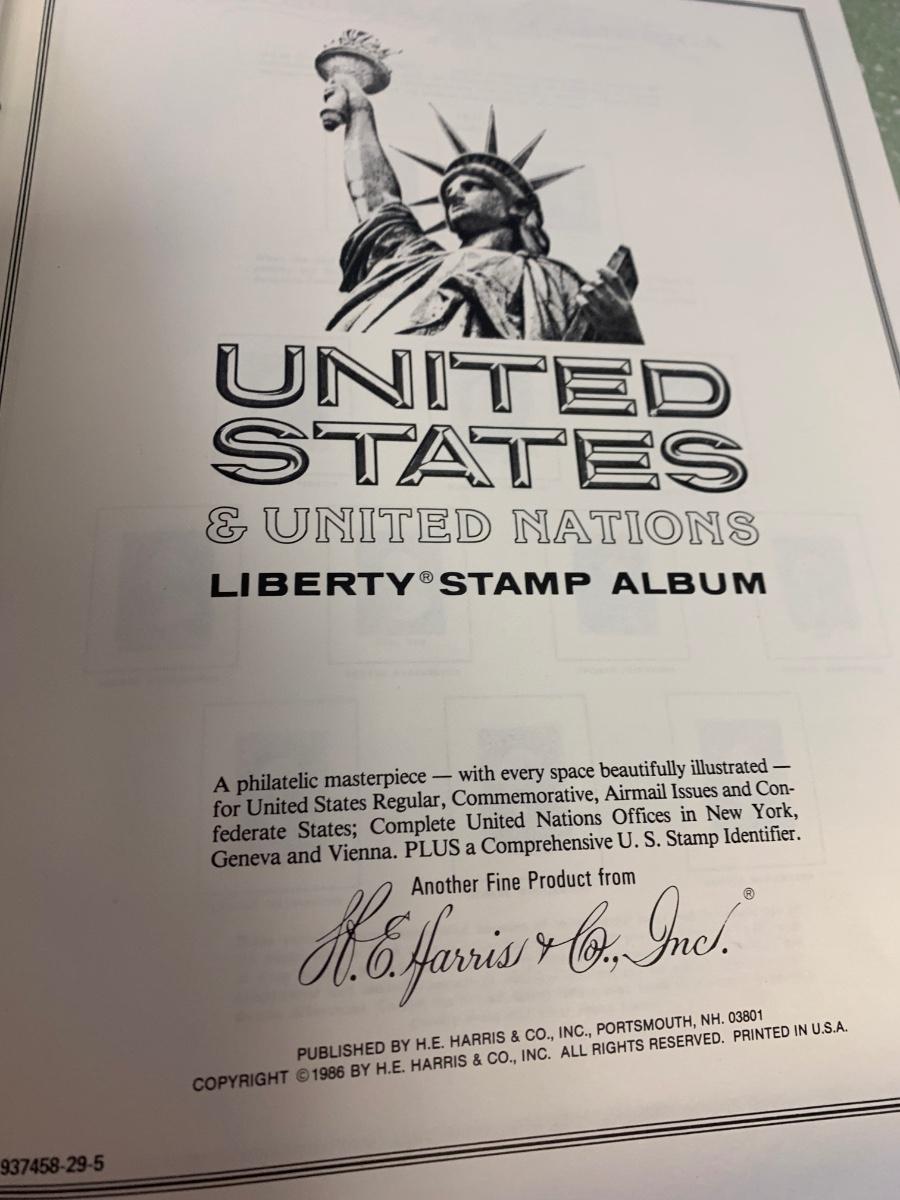 UNITED
STATES
& UNITED NATIONS
LIBERTY® STAMP ALBUM
A philatelic masterpiece — with every space beautifully illustrated —
for United States Regular, Commemorative, Airmail Issues and Con-
federate States; Complete United Nations Offices in New York,
Geneva and Vienna. PLUS a Comprehensive U. S. Stamp Identifier.
Another Fine Product from
H.E. Harris & Co., Inc.®
PUBLISHED BY H.E. HARRIS & CO., INC., PORTSMOUTH, NH. 03801
COPYRIGHT ©1986 BY H.E. HARRIS & CO., INC. ALL RIGHTS RESERVED. PRINTED IN U.S.A.
937458-29-5